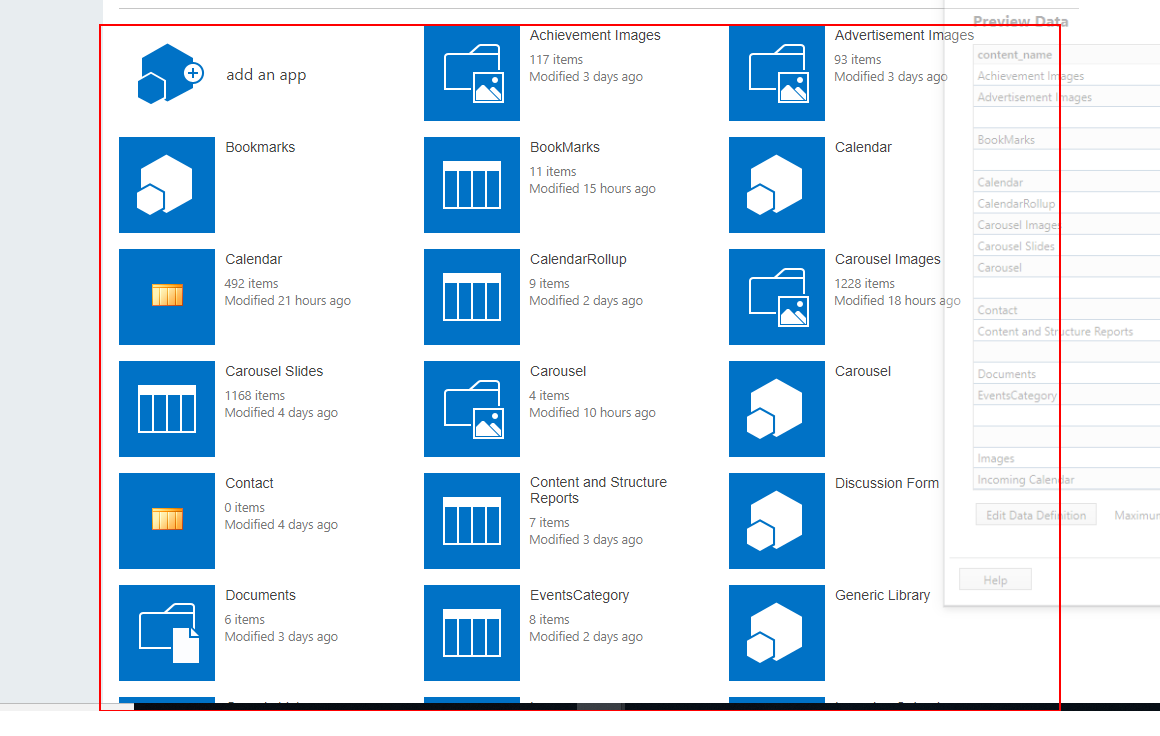 add an app
Achievement Images
117 items
Modified 3 days ago
Advertisement Images
93 items
Modified 3 days ago
Bookmarks
BookMarks
11 items
Modified 15 hours ago
Calendar
Calendar
492 items
Modified 21 hours ago
CalendarRollup
9 items
Modified 2 days ago
Carousel Images
1228 items
Modified 18 hours ago
Carousel Slides
1168 items
Modified 4 days ago
Carousel
4 items
Modified 10 hours ago
Carousel
Contact
0 items
Modified 4 days ago
Content and Structure
Reports
7 items
Modified 3 days ago
Discussion Form
Documents
6 items
Modified 3 days ago
EventsCategory
8 items
Modified 2 days ago
Generic Library
Preview Data
content_name
Achievement Images
Advertisement Images
BookMarks
Calendar
CalendarRollup
Carousel Images
Carousel Slides
Carousel
Contact
Content and Structure Reports
Documents
EventsCategory
Images
Incoming Calendar
Edit Data Definition
Maximum
Help